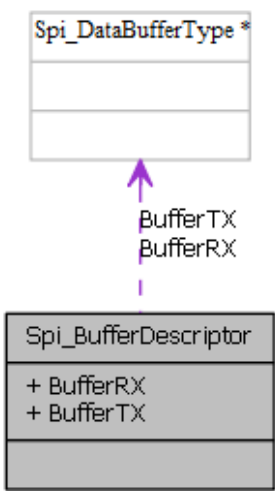 Spi_DataBufferType *
BufferTX
BufferRX
Spi_BufferDescriptor
+ BufferRX
+ BufferTX